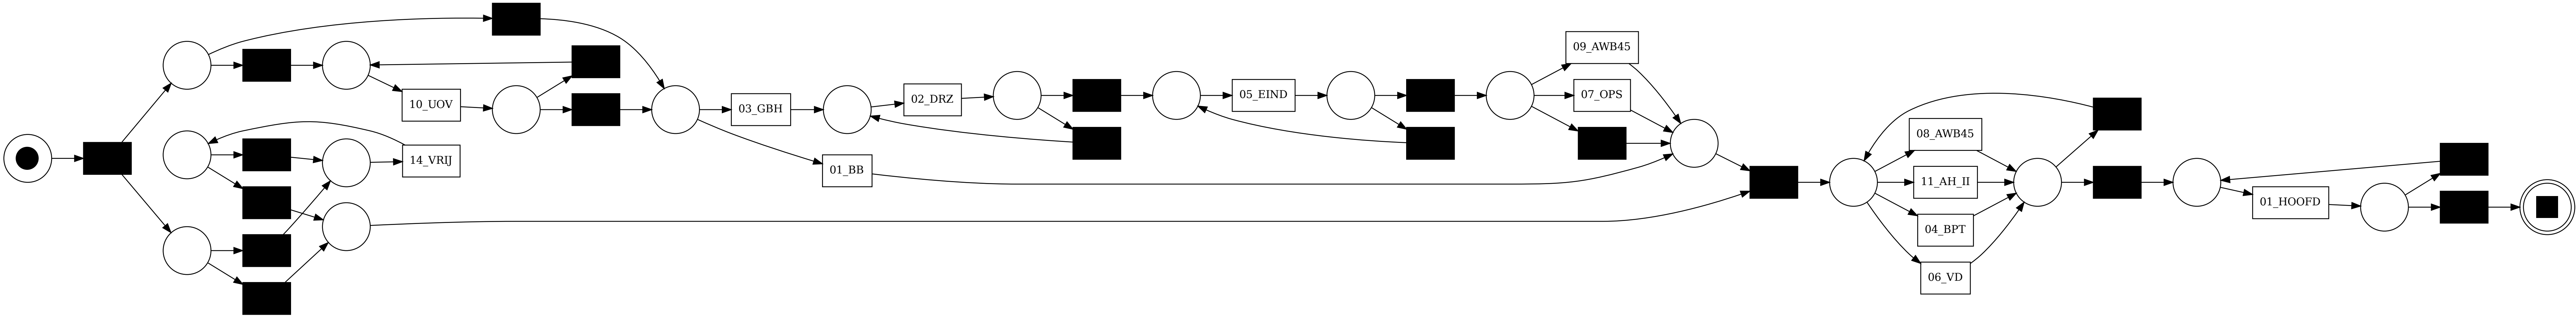 10_UOV
14_VRIJ
03_GBH
01_BB
02_DRZ
05_EIND
09_AWB45
07_OPS
08_AWB45
11_AH_II
04_BPT
06_VD
01_HOOFD